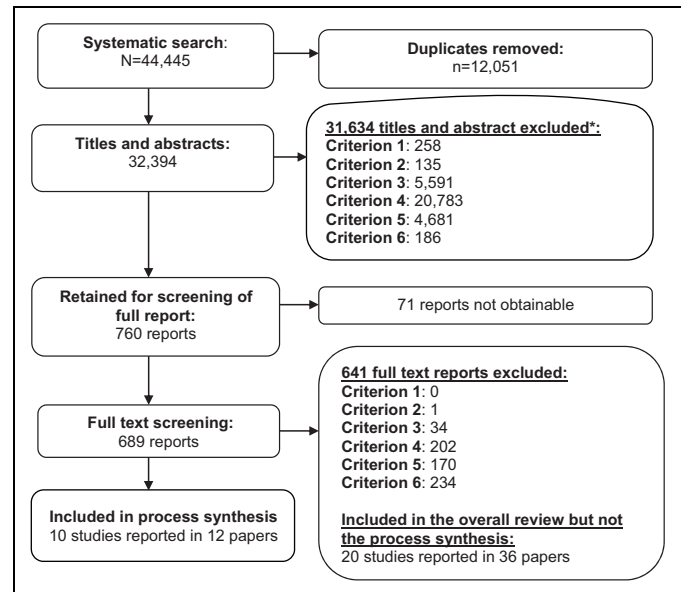 Systematic search:
N=44,445
Duplicates removed:
n=12,051
Titles and abstracts:
32,394
31,634 titles and abstract excluded*:
Criterion 1: 258
Criterion 2: 135
Criterion 3: 5,591
Criterion 4: 20,783
Criterion 5: 4,681
Criterion 6: 186
Retained for screening of
full report:
760 reports
71 reports not obtainable
Full text screening:
689 reports
641 full text reports excluded:
Criterion 1: 0
Criterion 2: 1
Criterion 3: 34
Criterion 4: 202
Criterion 5: 170
Criterion 6: 234
Included in the overall review but not
the process synthesis:
20 studies reported in 36 papers
Included in process synthesis
10 studies reported in 12 papers